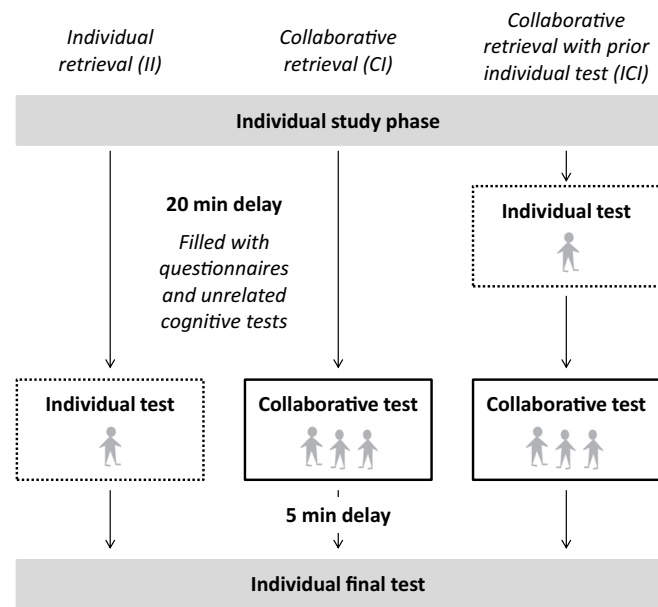 Individual
retrieval (II)
Collaborative
retrieval (CI)
Collaborative
retrieval with prior
individual test (ICI)
Individual study phase
20 min delay
Filled with
questionnaires
and unrelated
cognitive tests
Individual test
Individual test
Collaborative test
Collaborative test
5 min delay
Individual final test